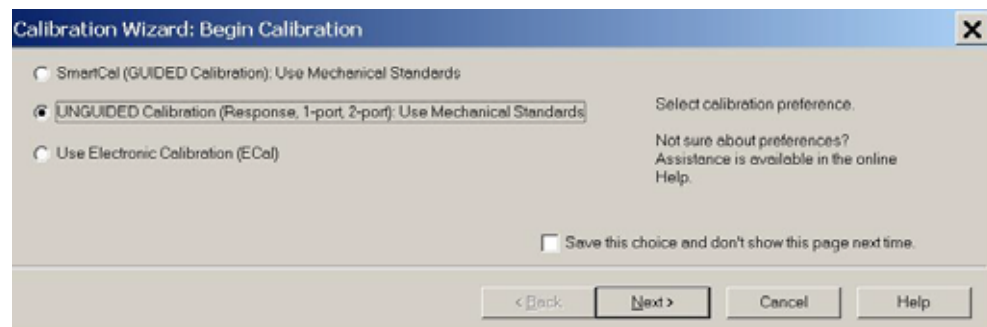 Calibration Wizard: Begin Calibration
SmartCal (GUIDED Calibration): Use Mechanical Standards
UNGUIDED Calibration (Response, 1-port, 2-port): Use Mechanical Standards
Select calibration preference.
Use Electronic Calibration (ECal)
Not sure about preferences?
Assistance is available in the online
Help.
Save this choice and don't show this page next time.
< Back
Next >
Cancel
Help